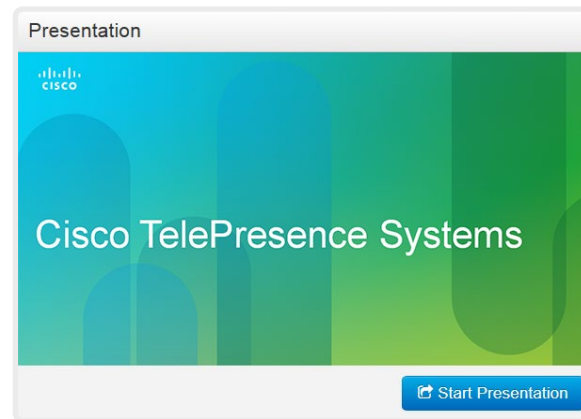 Presentation
CISCO
Cisco TelePresence Systems
Start Presentation